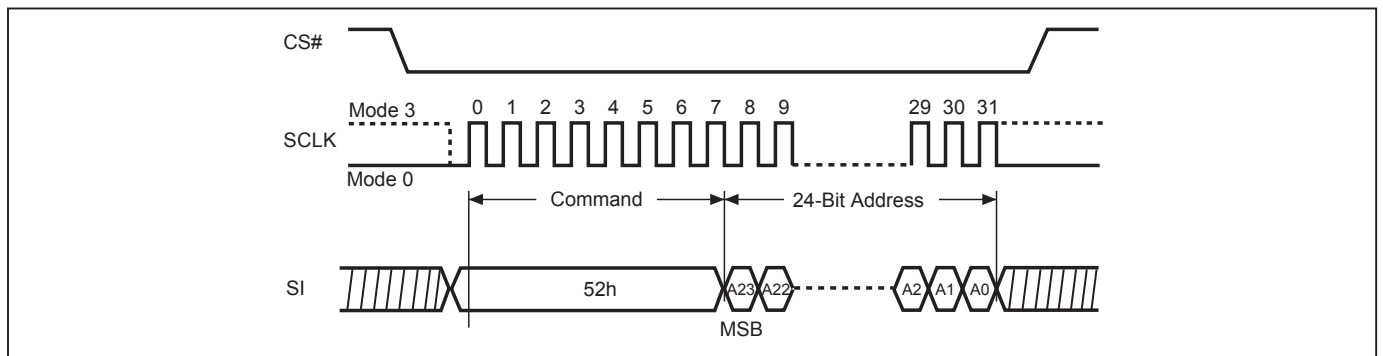 CS#
Mode 3
0 1 2 3 4 5 6 7 8 9 29 30 31
SCLK
Mode 0
Command 24-Bit Address
SI 52h A23 A22 A2 A1 A0
MSB